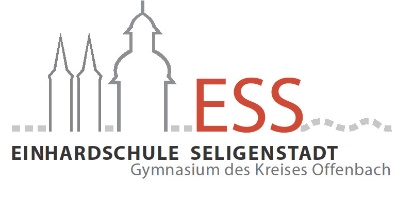 ESS
EINHARDSCHULE SELIGENSTADT
Gymnasium des Kreises Offenbach